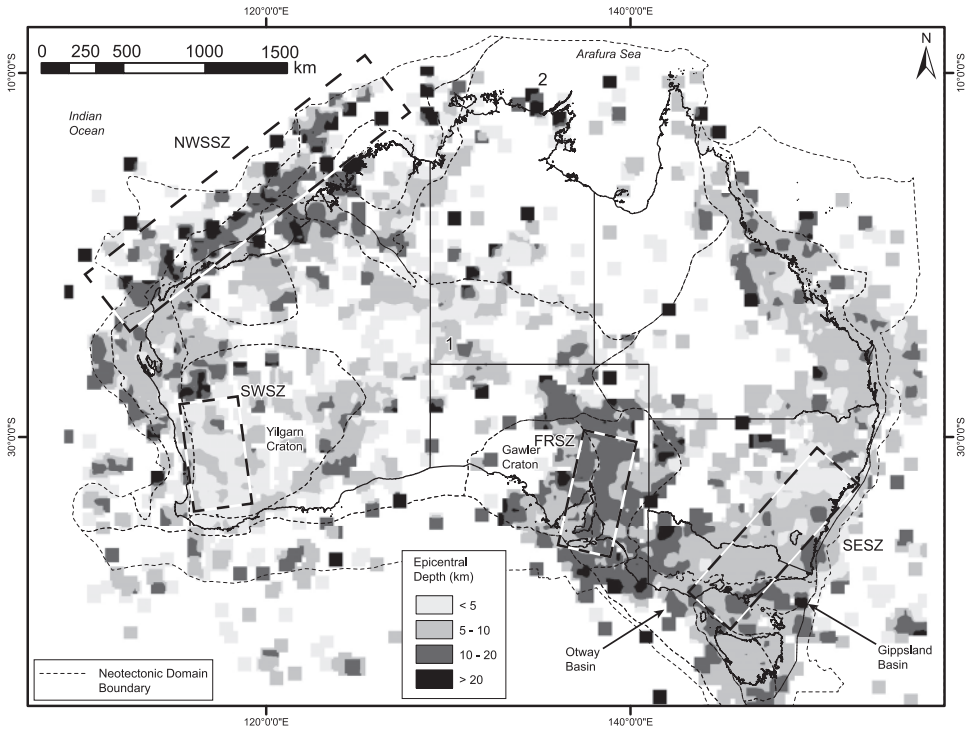 120°0'0"E
140°0'0"E
0 250 500 1000 1500
km
Arafura Sea
N
10°0'0"S
10°0'0"S
Indian
Ocean
2
NWSSZ
1
SWSZ
Yilgarn
Craton
FRSZ
Gawler
Craton
30°0'0"S
30°0'0"S
SESZ
Epicentral
Depth (km)
< 5
5 - 10
10 - 20
> 20
Otway
Basin
Gippsland
Basin
Neotectonic Domain
Boundary
120°0'0"E
140°0'0"E